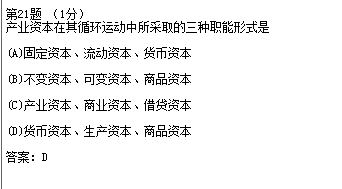 第21题 （1分）
产业资本在其循环运动中所采取的三种职能形式是
(A)固定资本、流动资本、货币资本
(B)不变资本、可变资本、商品资本
(C)产业资本、商业资本、借贷资本
(D)货币资本、生产资本、商品资本
答案：D